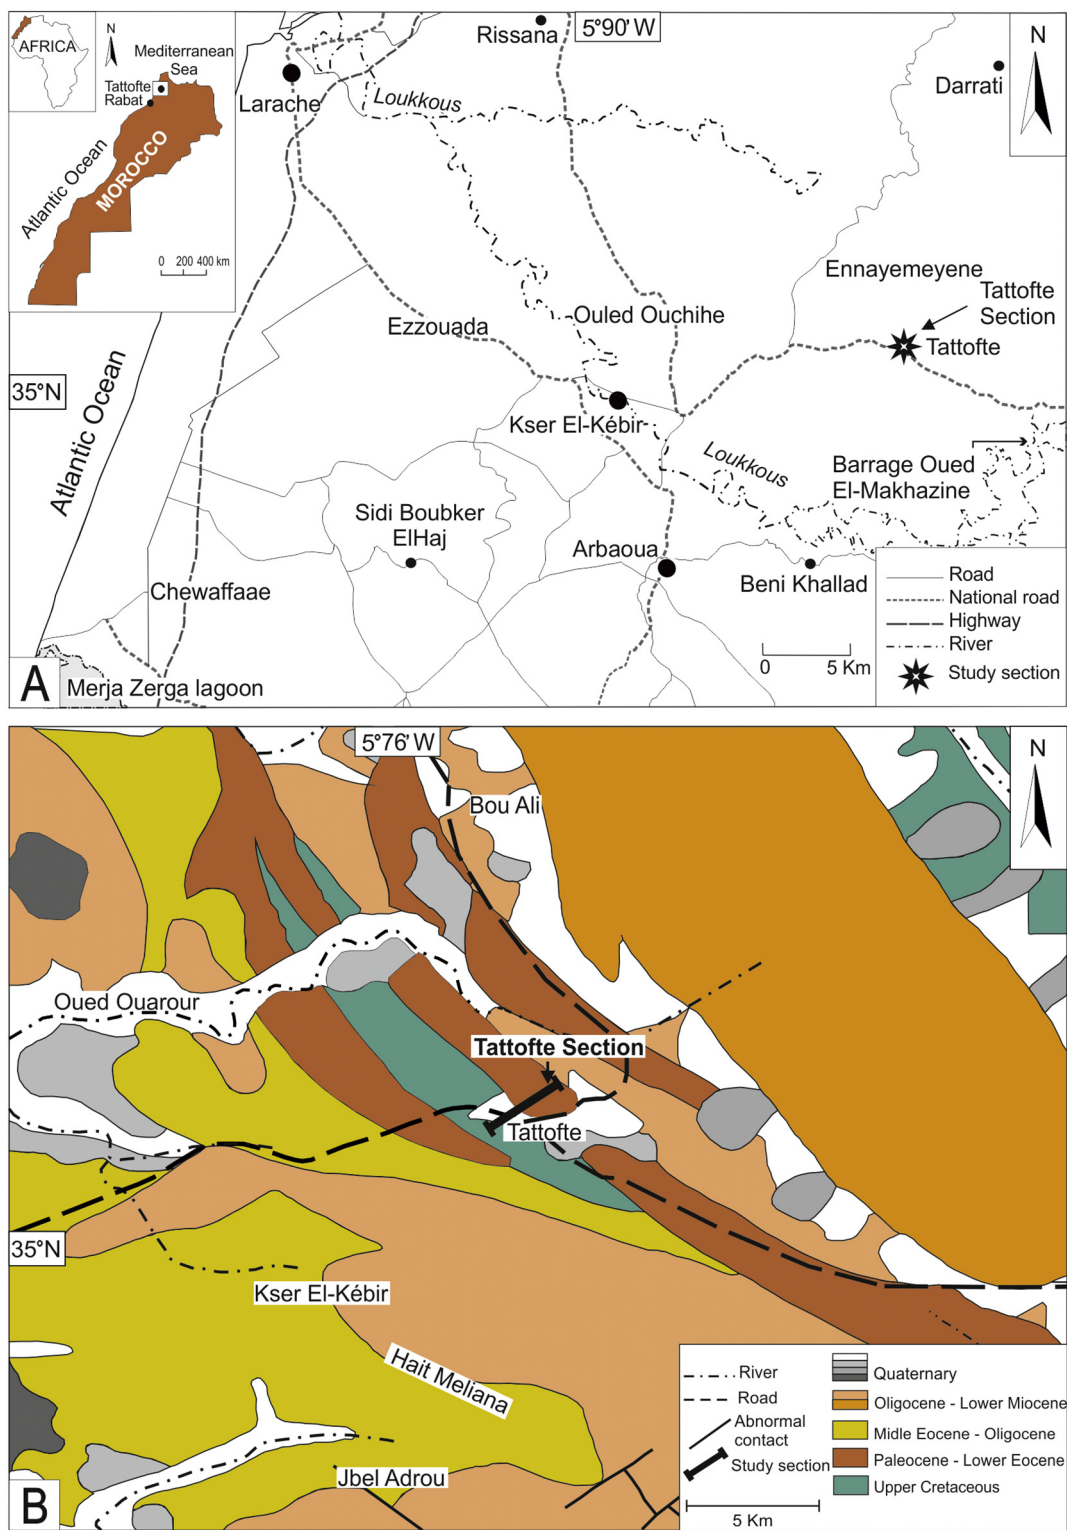 AFRICA
N
Mediterranean
Sea
Tattofte
Rabat
Atlantic Ocean
MOROCCO
0 200 400 km
Rissana
5°90' W
N
Darrati
Larache
Loukkous
Ennayemeyene
Tattofte
Section
Ouled Ouchihe
Ezzouada
Tattofte
35°N
Atlantic Ocean
Kser El-Kébir
Loukkous
Barrage Oued
El-Makhazine
Sidi Boubker
ElHaj
Arbaoua
Beni Khallad
Chewaffaae
Road
National road
Highway
River
Study section
0 5 Km
A
Merja Zerga lagoon
5°76' W
N
Bou Ali
Oued Ouarour
Tattofte Section
Tattofte
35°N
Kser El-Kébir
Hait Meliana
Jbel Adrou
River
Road
Abnormal
contact
Study section
5 Km
Quaternary
Oligocene - Lower Miocene
Midle Eocene - Oligocene
Paleocene - Lower Eocene
Upper Cretaceous
B